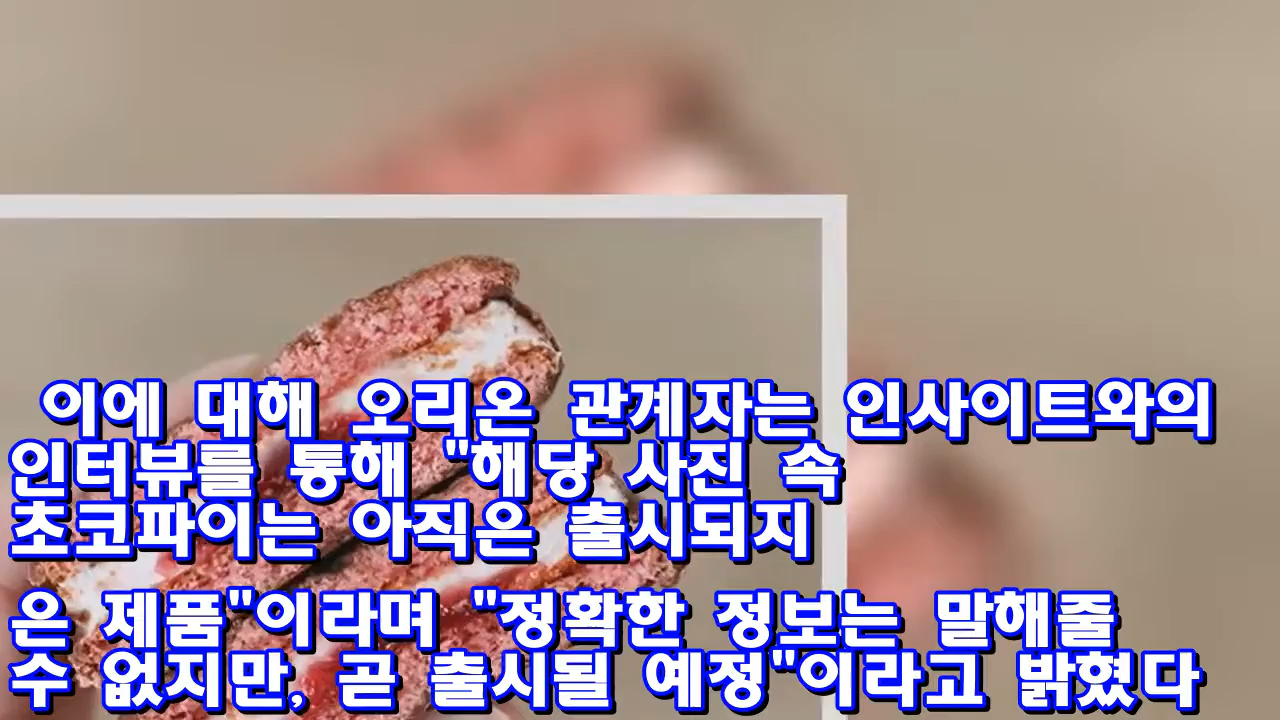 이에 대해 오리온 관계자는 인사이트와의
인터뷰를 통해 "해당 사진 속
초코파이는 아직은 출시되지
은 제품"이라며 "정확한 정보는 말해줄
수 없지만, 곧 출시될 예정"이라고 밝혔다